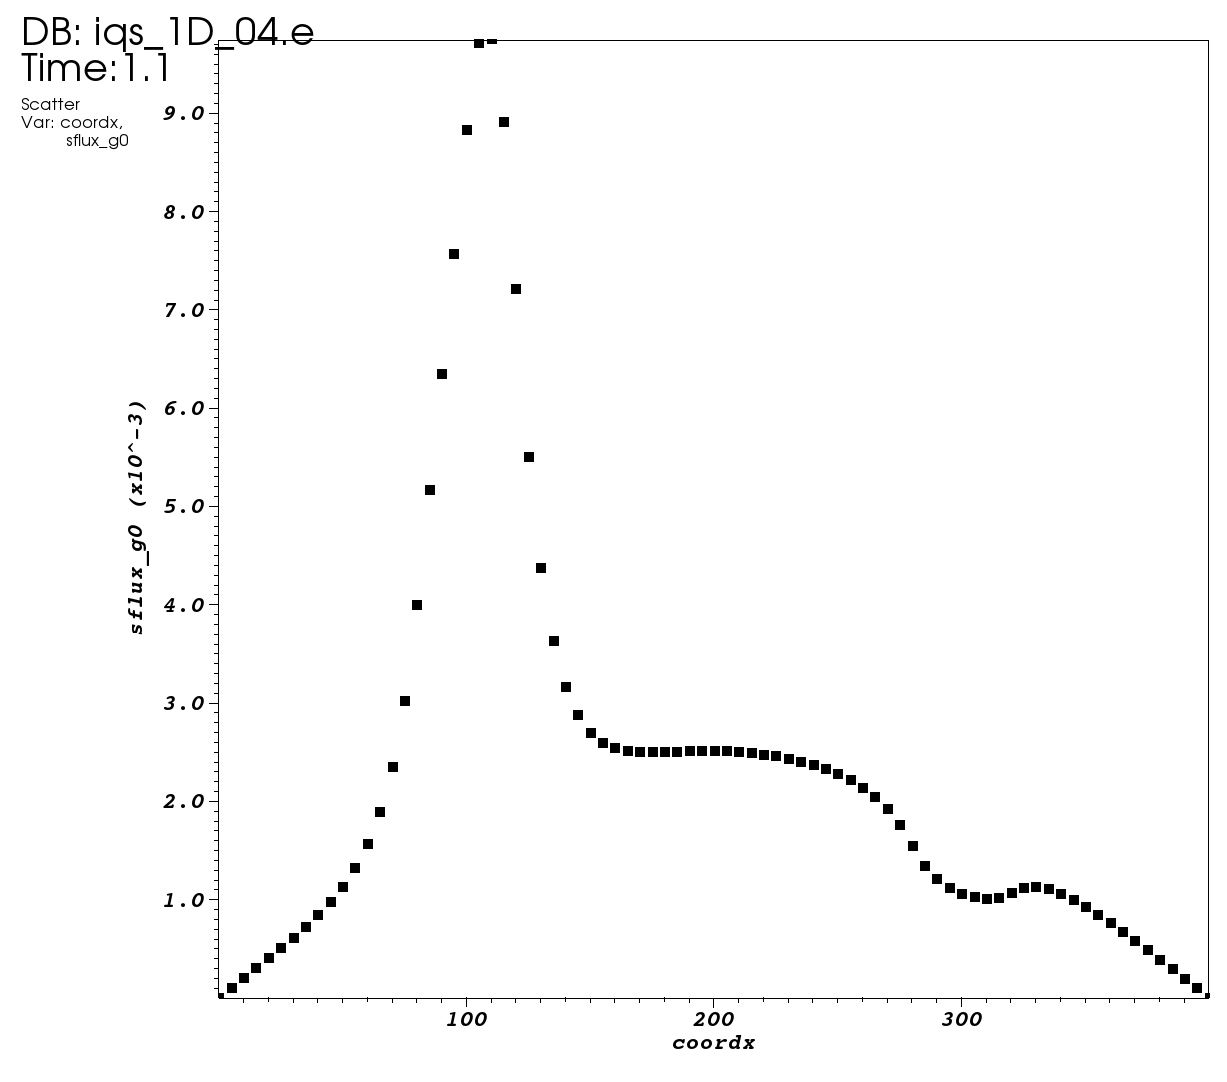 DB: iqs_1D_04.e
Time:1.1
Scatter
Var: coordx,
sflux_g0
9.0
8.0
7.0
6.0
5.0
4.0
3.0
2.0
1.0
sflux_g0 (x10^-3)
100
200
300
coordx